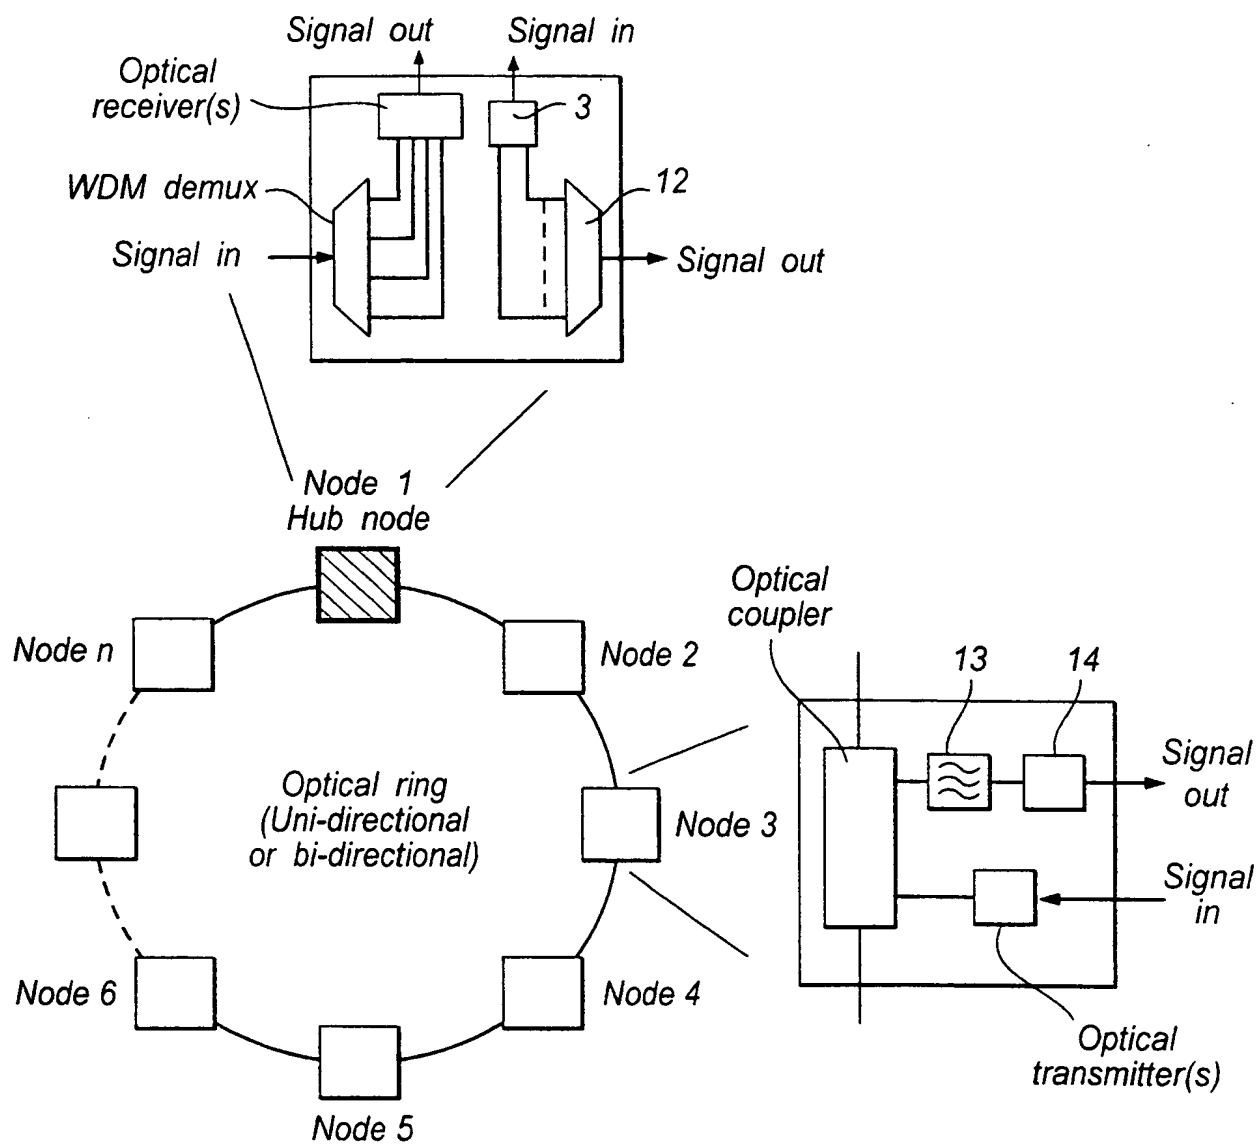 Signal out
Signal in
Optical
receiver(s)
3
WDM demux
12
Signal in
Signal out
Node 1
Hub node
Optical
coupler
Node n
Node 2
13
14
Signal
out
Optical ring
(Uni-directional
or bi-directional)
Node 3
Signal
in
Node 6
Node 4
Optical
transmitter(s)
Node 5